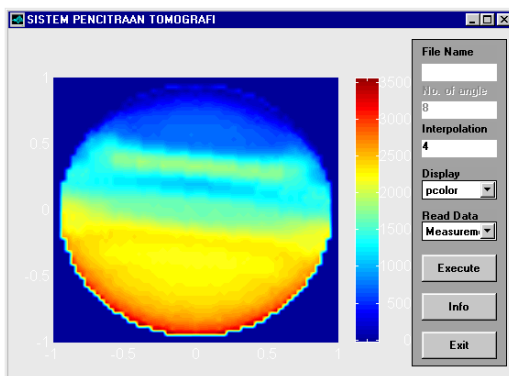 SISTEM PENCITRAAN TOMOGRAFI
File Name
No. of angle
8
Interpolation
4
Display
pcolor
Read Data
Measurem
Execute
Info
Exit
1
0.5
0
-0.5
-1
-1 -0.5 0 0.5 1
3500
3000
2500
2000
1500
1000
500
0